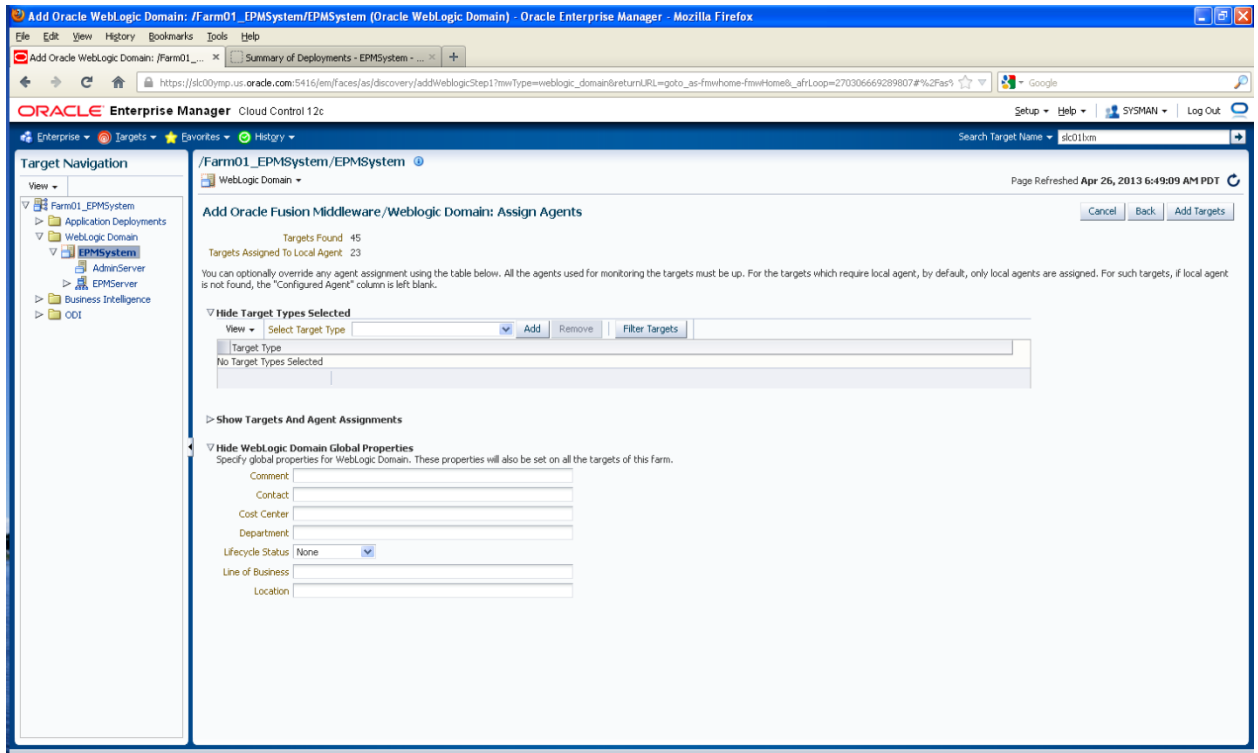 Add Oracle WebLogic Domain: /Farm01_EPMSystem/EPMSystem (Oracle WebLogic Domain) - Oracle Enterprise Manager - Mozilla Firefox
File Edit View History Bookmarks Tools Help
Add Oracle WebLogic Domain: /Farm01_... × Summary of Deployments - EPMSystem - ... × +
https://slc00ymp.us.oracle.com:5416/em/faces/as/discovery/addWeblogicStep1?mwType=weblogic_domain&returnURL=goto_as-fmwhome-fmwHome&_afrLoop=270306669289807#%2Fas% Google
ORACLE Enterprise Manager Cloud Control 12c Setup Help SYSMAN Log Out
Enterprise Targets Favorites History Search Target Name slc01lxm
Target Navigation
View
Farm01_EPMSystem
Application Deployments
WebLogic Domain
EPMSystem
AdminServer
EPMServer
Business Intelligence
ODI
/Farm01_EPMSystem/EPMSystem
WebLogic Domain Page Refreshed Apr 26, 2013 6:49:09 AM PDT
Add Oracle Fusion Middleware/Weblogic Domain: Assign Agents Cancel Back Add Targets
Targets Found 45
Targets Assigned To Local Agent 23
You can optionally override any agent assignment using the table below. All the agents used for monitoring the targets must be up. For the targets which require local agent, by default, only local agents are assigned. For such targets, if local agent
is not found, the "Configured Agent" column is left blank.
Hide Target Types Selected
View Select Target Type Add Remove Filter Targets
Target Type
No Target Types Selected
Show Targets And Agent Assignments
Hide WebLogic Domain Global Properties
Specify global properties for WebLogic Domain. These properties will also be set on all the targets of this farm.
Comment
Contact
Cost Center
Department
Lifecycle Status None
Line of Business
Location